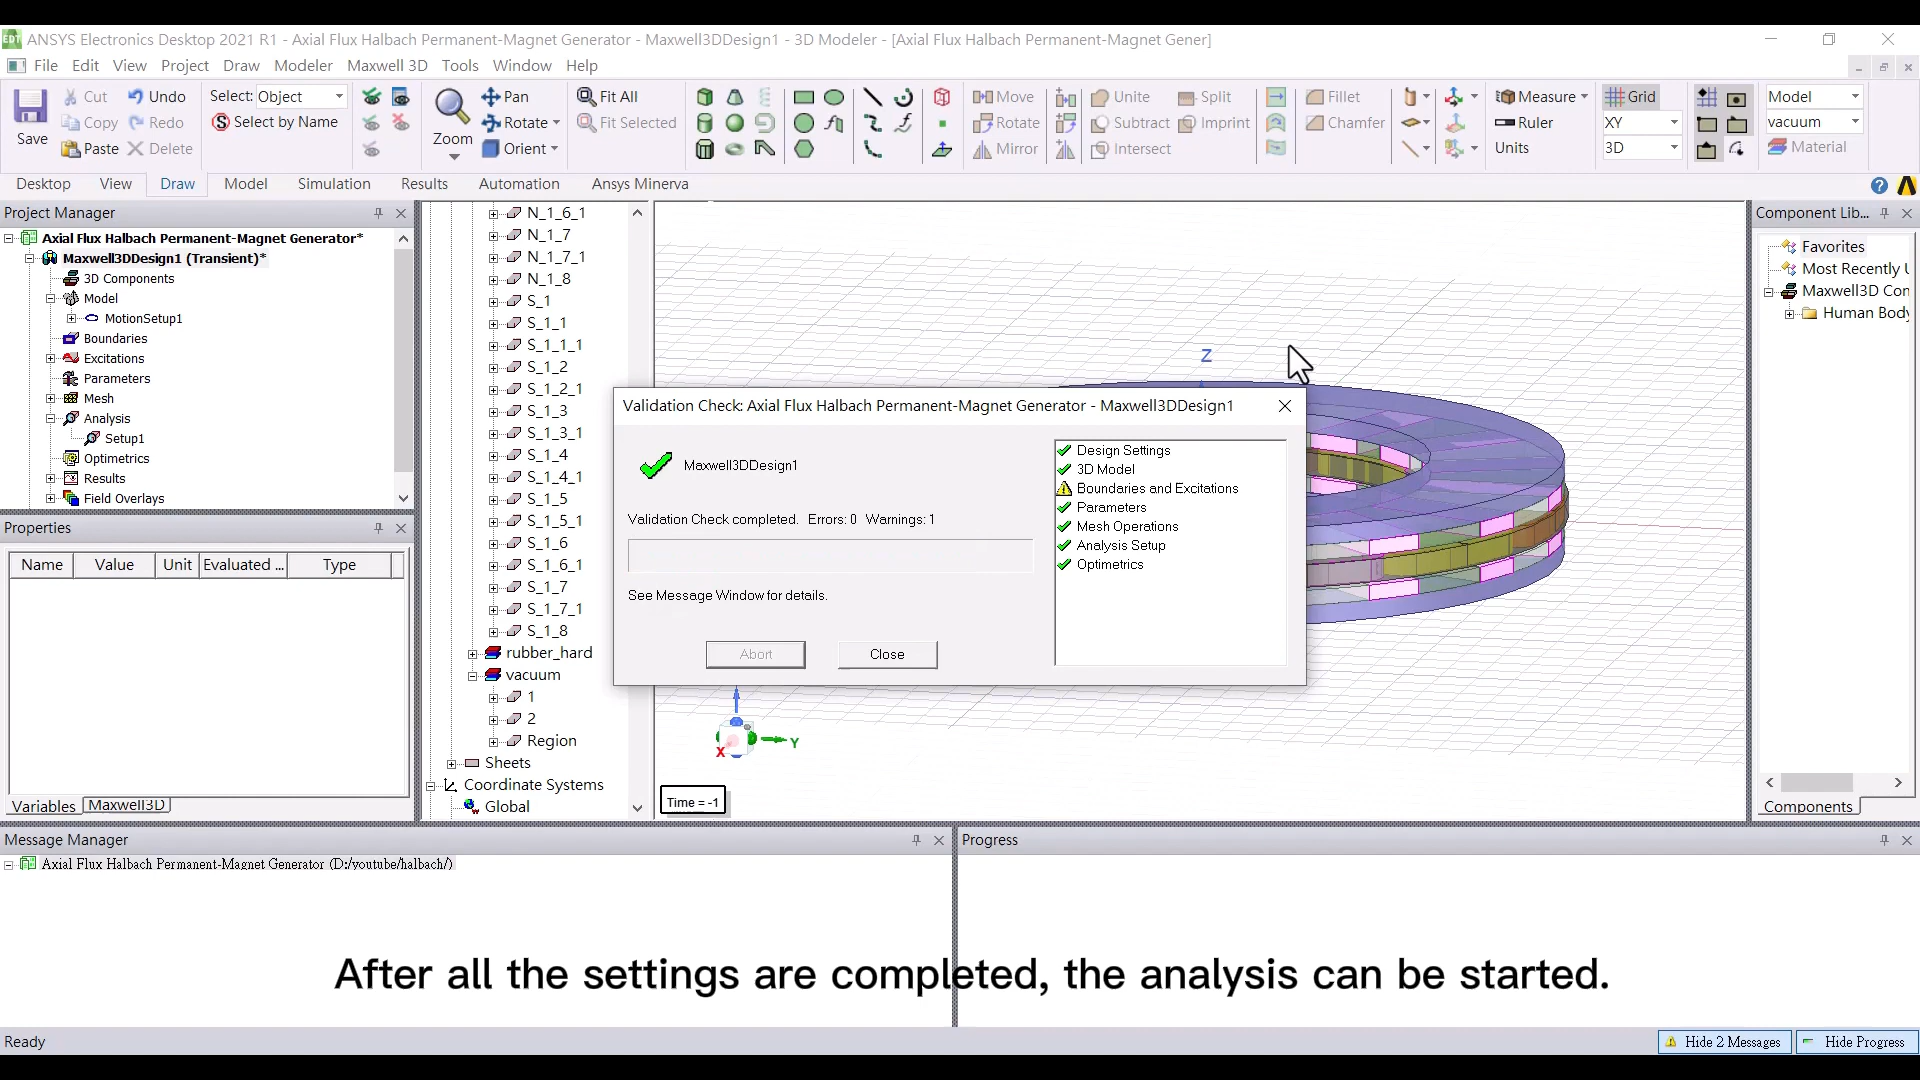 EDT ANSYS Electronics Desktop 2021 R1 - Axial Flux Halbach Permanent-Magnet Generator - Maxwell3DDesign1 - 3D Modeler - [Axial Flux Halbach Permanent-Magnet Gener]
File Edit View Project Draw Modeler Maxwell 3D Tools Window Help
Save
Cut
Copy
Paste
Undo
Redo
Delete
Select: Object
Select by Name
Zoom
Pan
Rotate
Orient
Fit All
Fit Selected
Move
Rotate
Mirror
Unite
Subtract
Intersect
Split
Imprint
Fillet
Chamfer
Measure
Ruler
Units
Grid
XY
3D
Model
vacuum
Material
Desktop View Draw Model Simulation Results Automation Ansys Minerva
Project Manager
Axial Flux Halbach Permanent-Magnet Generator*
Maxwell3DDesign1 (Transient)*
3D Components
Model
MotionSetup1
Boundaries
Excitations
Parameters
Mesh
Analysis
Setup1
Optimetrics
Results
Field Overlays
Properties
Name Value Unit Evaluated ... Type
Variables Maxwell3D
N_1_6_1
N_1_7
N_1_7_1
N_1_8
S_1
S_1_1
S_1_1_1
S_1_2
S_1_2_1
S_1_3
S_1_3_1
S_1_4
S_1_4_1
S_1_5
S_1_5_1
S_1_6
S_1_6_1
S_1_7
S_1_7_1
S_1_8
rubber_hard
vacuum
1
2
Region
Sheets
Coordinate Systems
Global
Z
Validation Check: Axial Flux Halbach Permanent-Magnet Generator - Maxwell3DDesign1
Maxwell3DDesign1
Validation Check completed. Errors: 0 Warnings: 1
See Message Window for details.
Abort Close
Design Settings
3D Model
Boundaries and Excitations
Parameters
Mesh Operations
Analysis Setup
Optimetrics
X Y
Time = -1
Component Lib...
Favorites
Most Recently U
Maxwell3D Con
Human Body
Components
Message Manager
Axial Flux Halbach Permanent-Magnet Generator (D:/youtube/halbach/)
Progress
After all the settings are completed, the analysis can be started.
Ready
Hide 2 Messages Hide Progress